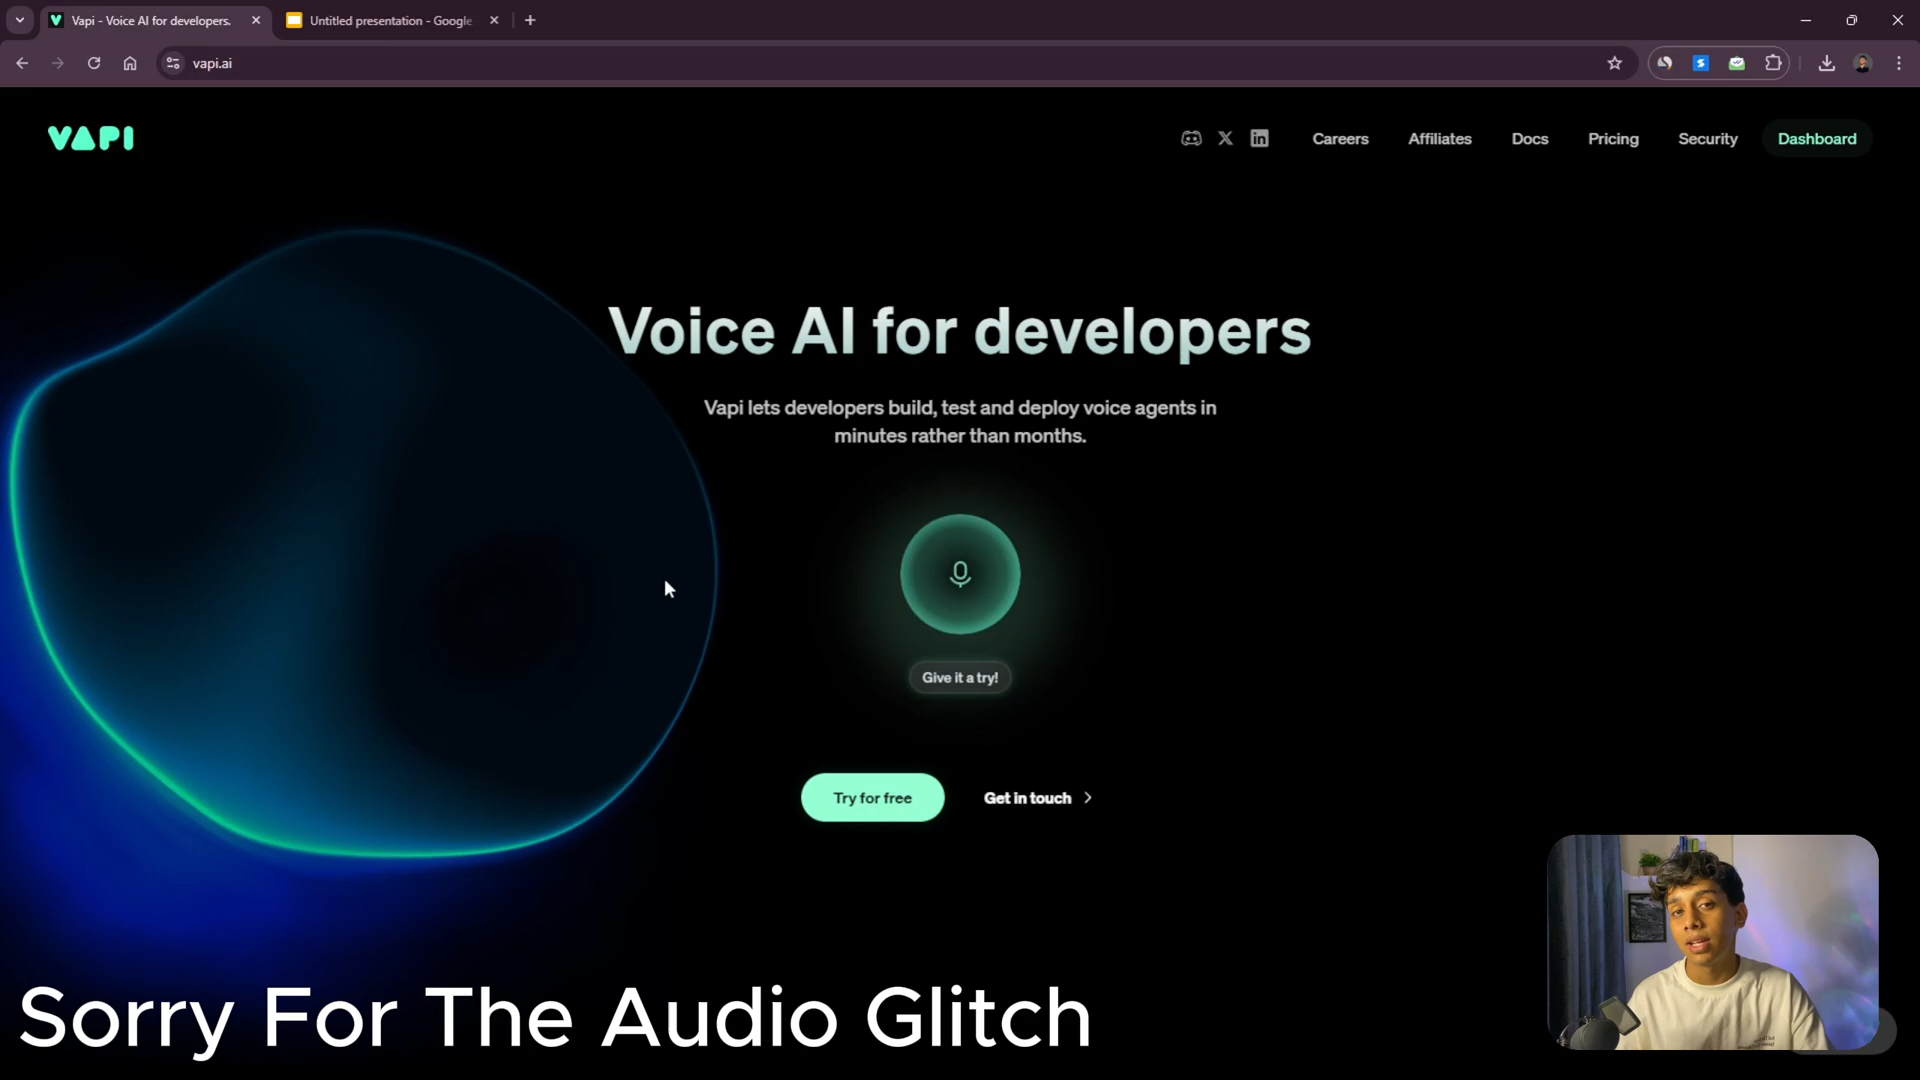 Vapi - Voice AI for developers.
Untitled presentation - Google
vapi.ai
VAPI
Careers
Affiliates
Docs
Pricing
Security
Dashboard
Voice AI for developers
Vapi lets developers build, test and deploy voice agents in
minutes rather than months.
Give it a try!
Try for free
Get in touch
Sorry For The Audio Glitch